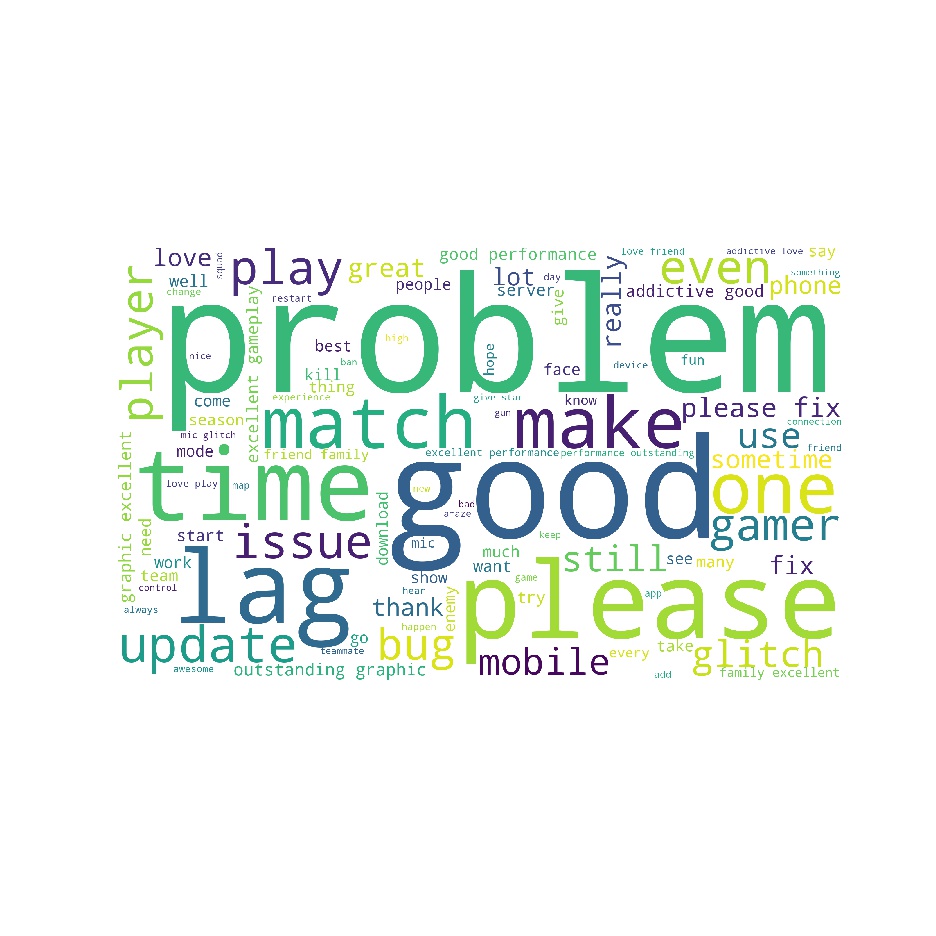 love
squad
play
great
good performance
lot
day
love friend
addictive love
say
well
change
people
server
give
really
even
something
addictive good
phone
player
restart
problem
nice
excellent gameplay
best
high
ban
hope
face
fun
device
kill
thing
come
experience
give star
know
please fix
season
match
gun
make
connection
mic glitch
use
friend
mode
friend family
excellent performance
performance outstanding
sometime
graphic excellent
time
good
one
love play
map
new
bad
amaze
gamer
need
download
keep
start
issue
mic
much
still
see
many
fix
work
want
team
lag
show
game
please
control
hear
try
app
always
thank
enemy
update
happen
go
bug
teammate
mobile
every
take
glitch
awesome
outstanding graphic
add
family excellent